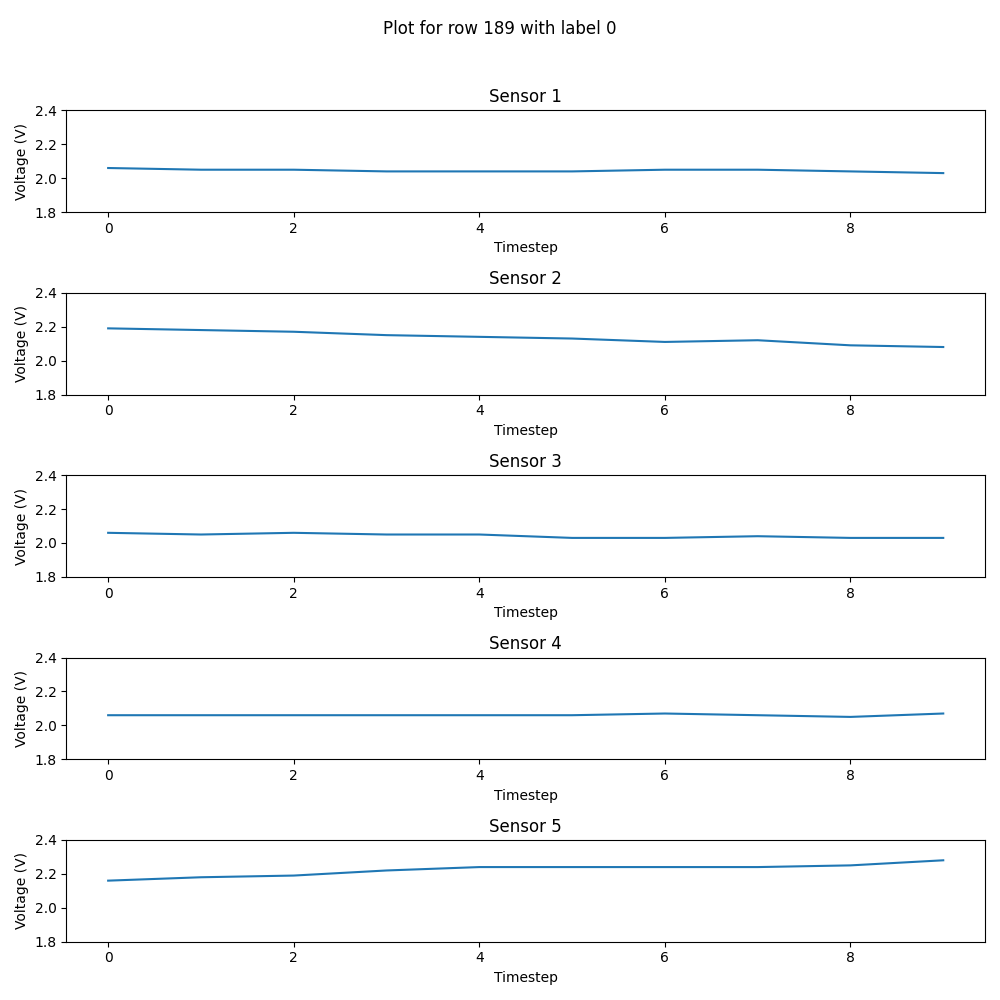 Plot for row 189 with label 0
Sensor 1
Voltage (V)
2.4
2.2
2.0
1.8
0 2 4 6 8
Timestep
Sensor 2
Voltage (V)
2.4
2.2
2.0
1.8
0 2 4 6 8
Timestep
Sensor 3
Voltage (V)
2.4
2.2
2.0
1.8
0 2 4 6 8
Timestep
Sensor 4
Voltage (V)
2.4
2.2
2.0
1.8
0 2 4 6 8
Timestep
Sensor 5
Voltage (V)
2.4
2.2
2.0
1.8
0 2 4 6 8
Timestep